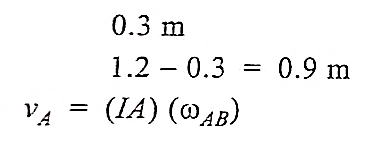 0.3 m
1.2 – 0.3 = 0.9 m
v_A = (IA) (ω_AB)